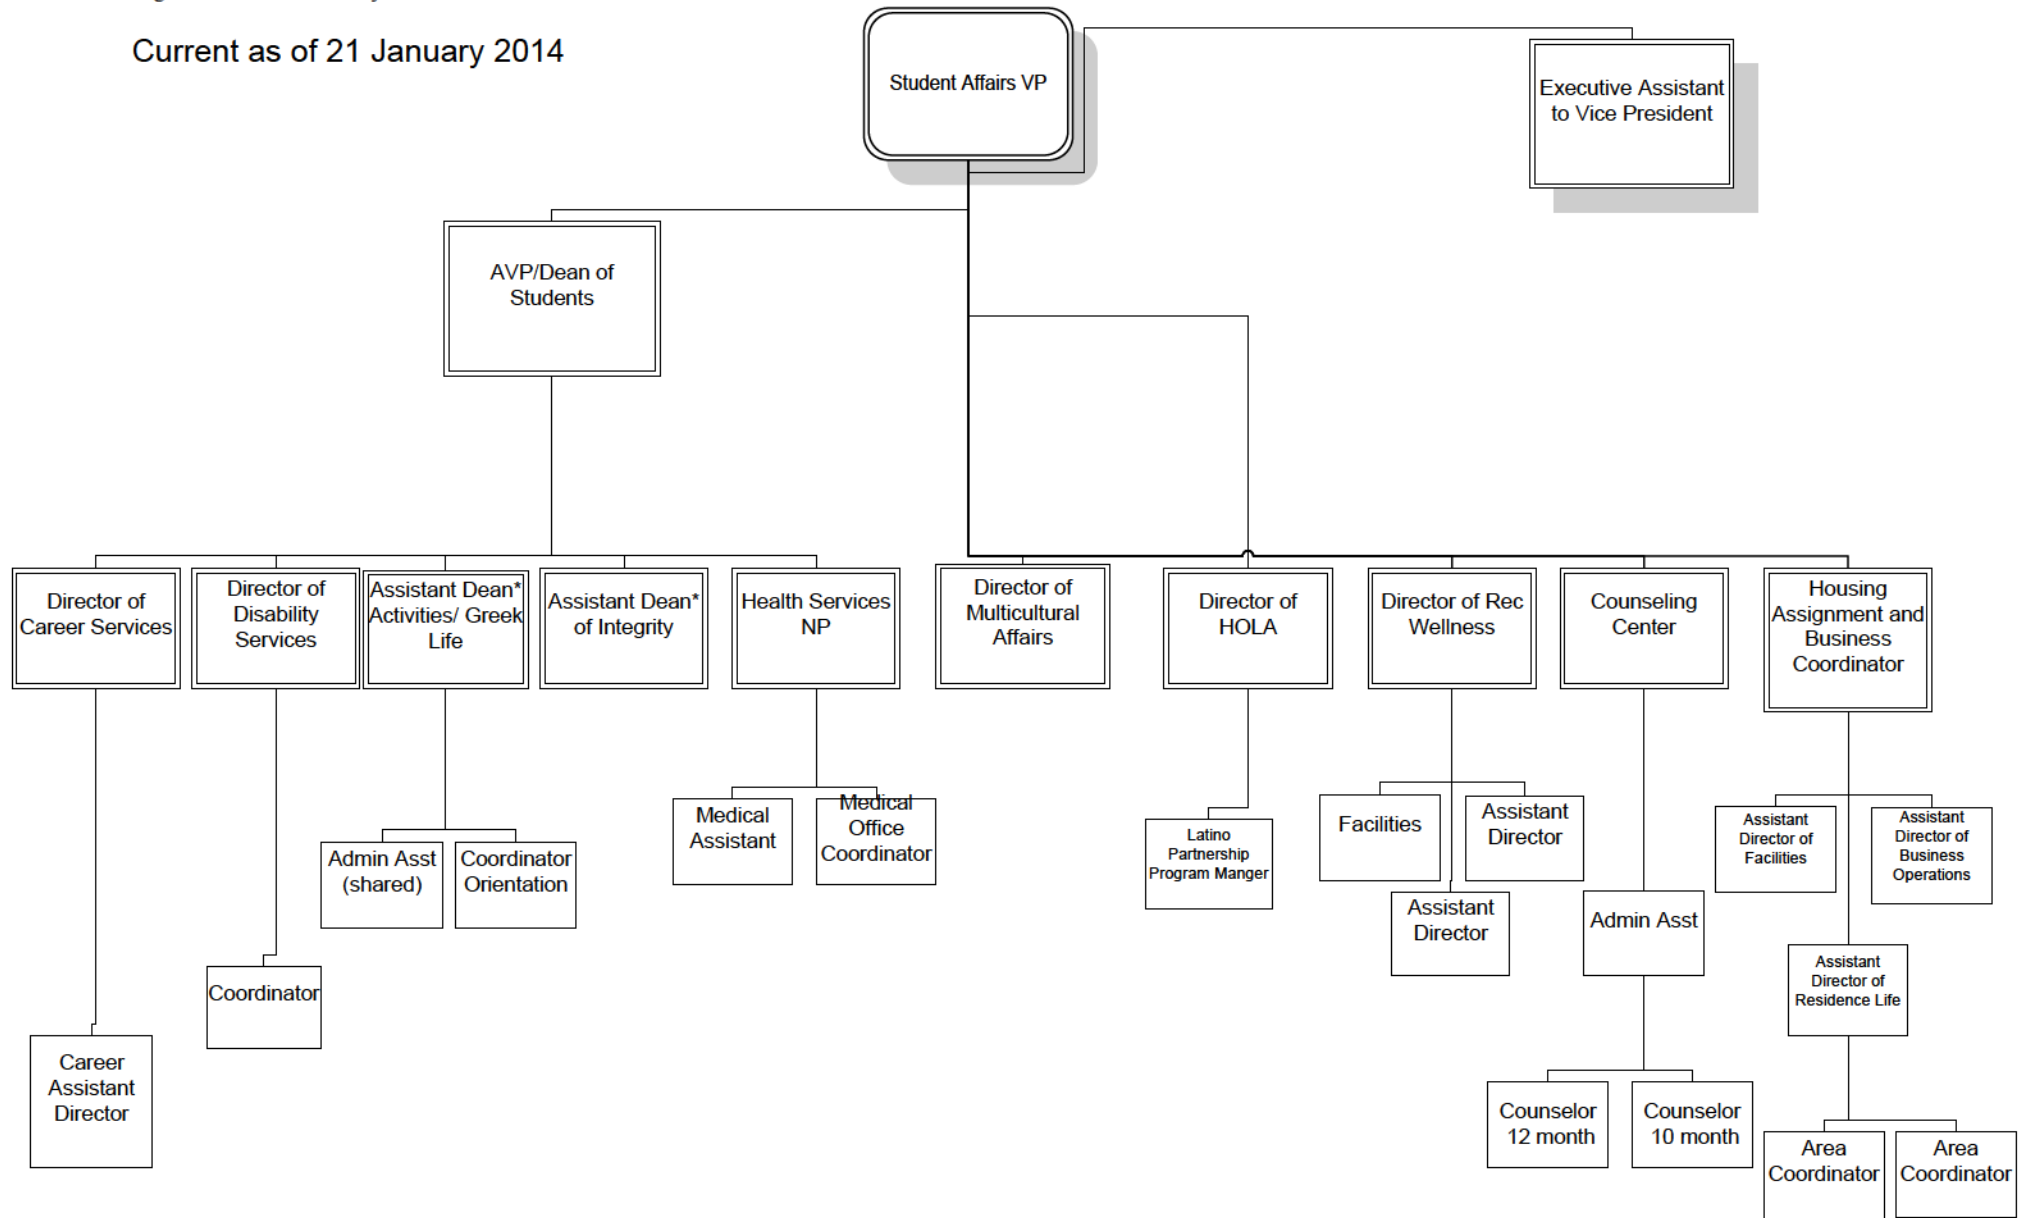 Current as of 21 January 2014
Student Affairs VP
Executive Assistant
to Vice President
AVP/Dean of
Students
Director of
Career Services
Director of
Disability
Services
Assistant Dean*
Activities/ Greek
Life
Assistant Dean*
of Integrity
Health Services
NP
Director of
Multicultural
Affairs
Director of
HOLA
Director of Rec
Wellness
Counseling
Center
Housing
Assignment and
Business
Coordinator
Medical
Assistant
Medical
Office
Coordinator
Admin Asst
(shared)
Coordinator
Orientation
Latino
Partnership
Program Manger
Facilities
Assistant
Director
Assistant
Director
Admin Asst
Assistant
Director of
Facilities
Assistant
Director of
Business
Operations
Assistant
Director of
Residence Life
Coordinator
Career
Assistant
Director
Counselor
12 month
Counselor
10 month
Area
Coordinator
Area
Coordinator